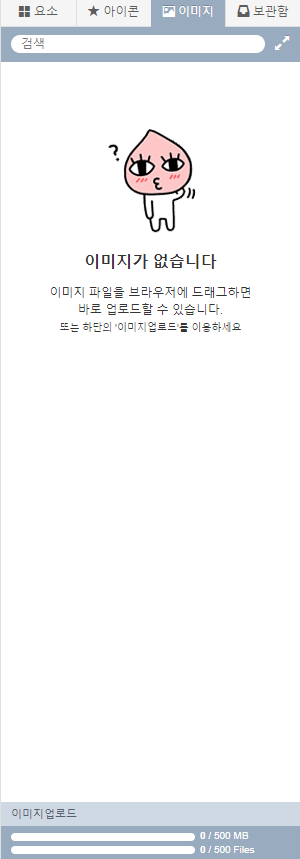 요소 아이콘 이미지 보관함
검색
?
이미지가 없습니다
이미지 파일을 브라우저에 드래그하면
바로 업로드할 수 있습니다.
또는 하단의 '이미지업로드'를 이용하세요
이미지업로드
0 / 500 MB
0 / 500 Files